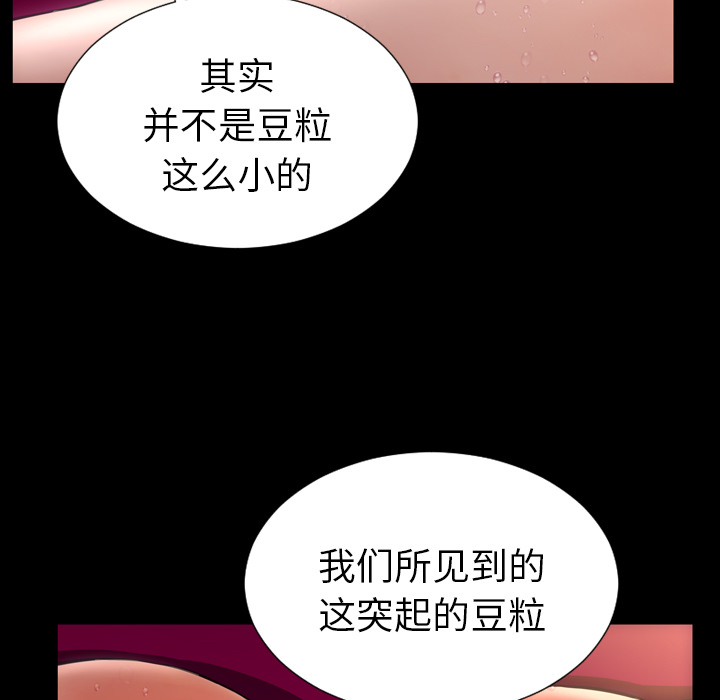 其实
并不是豆粒
这么小的
我们所见到的
这突起的豆粒